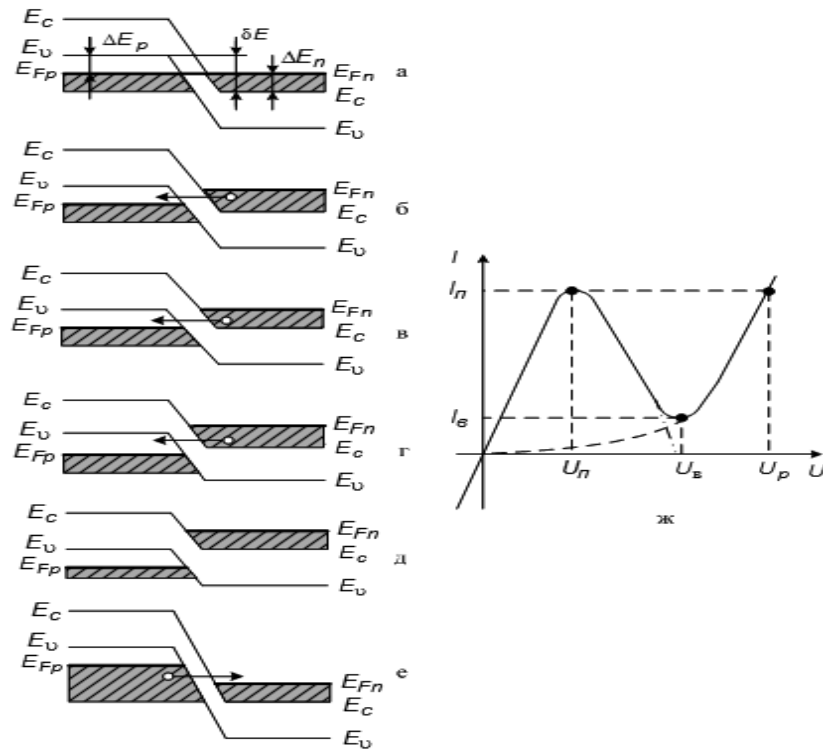 E_c
E_υ ΔE_p δE
E_Fp ΔE_n E_Fn а
E_c
E_υ
E_c
E_υ E_Fn
E_Fp E_c б
E_υ
E_c
E_υ E_Fn
E_Fp E_c в
E_υ
E_c
E_υ E_Fn
E_Fp E_c г
E_υ
E_c
E_υ E_Fn
E_Fp E_c д
E_υ
E_c
E_υ
E_Fp E_Fn е
E_c
E_υ
I
I_п
I_в
U_п U_в U_р U
ж